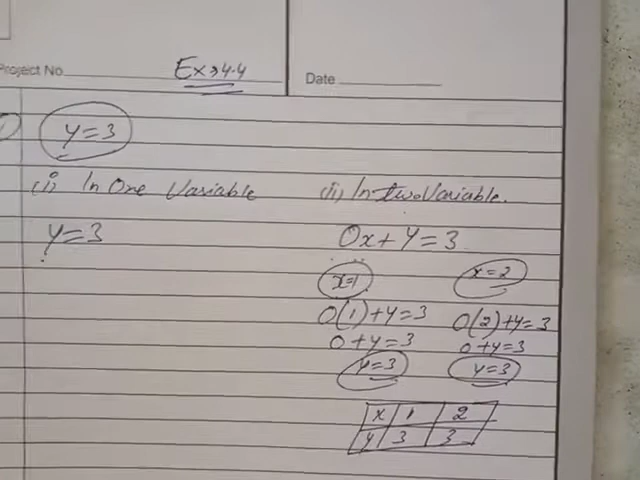 Project No. Ex⇒4.4
Date
1 y=3
(i) In One Variable
(ii) In Two Variable.
y=3
0x+y=3
x=1
x=2
0(1)+y=3
0(2)+y=3
0+y=3
0+y=3
y=3
y=3
x 1 2
y 3 3